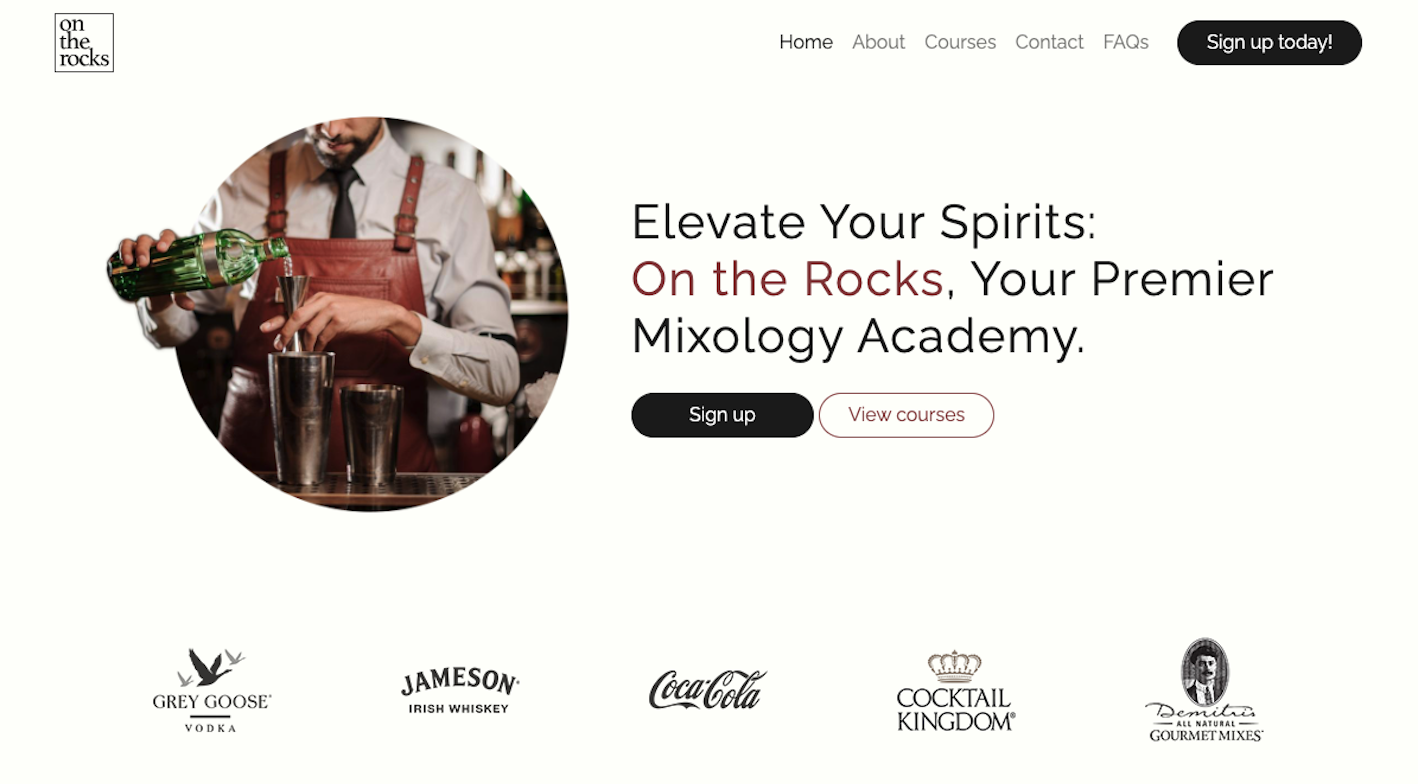 on
the
rocks
Home About Courses Contact FAQs Sign up today!
Elevate Your Spirits:
On the Rocks, Your Premier
Mixology Academy.
Sign up View courses
GREY GOOSE®
VODKA
JAMESON®
IRISH WHISKEY
Coca-Cola
COCKTAIL
KINGDOM®
Demitris
ALL NATURAL
GOURMET MIXES